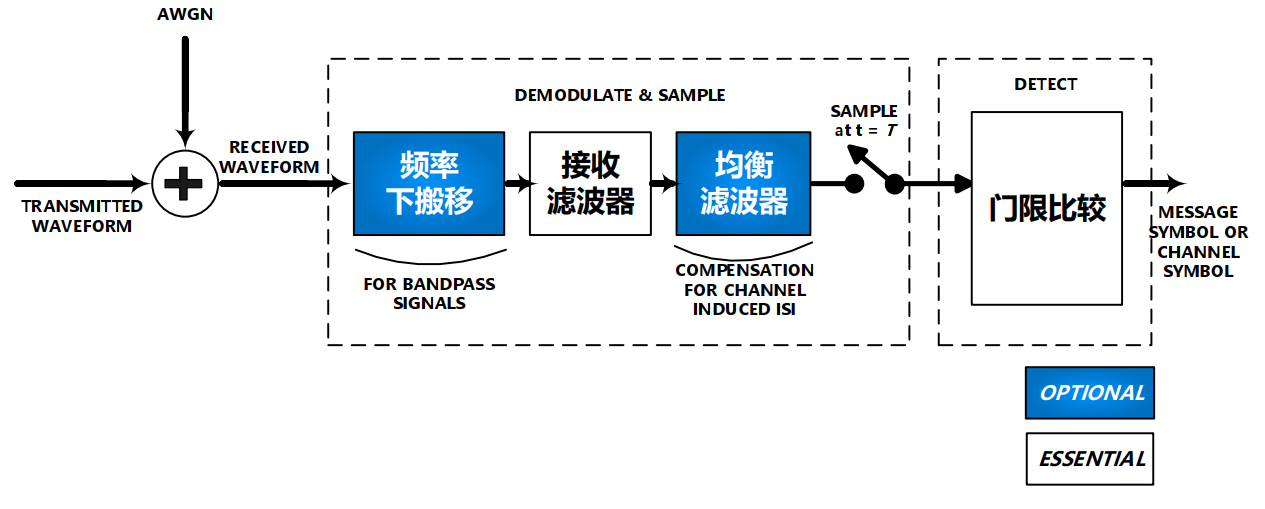 AWGN
TRANSMITTED
WAVEFORM
RECEIVED
WAVEFORM
DEMODULATE & SAMPLE
频率
下搬移
接收
滤波器
均衡
滤波器
SAMPLE
at t = T
FOR BANDPASS
SIGNALS
COMPENSATION
FOR CHANNEL
INDUCED ISI
DETECT
门限比较
MESSAGE
SYMBOL OR
CHANNEL
SYMBOL
OPTIONAL
ESSENTIAL